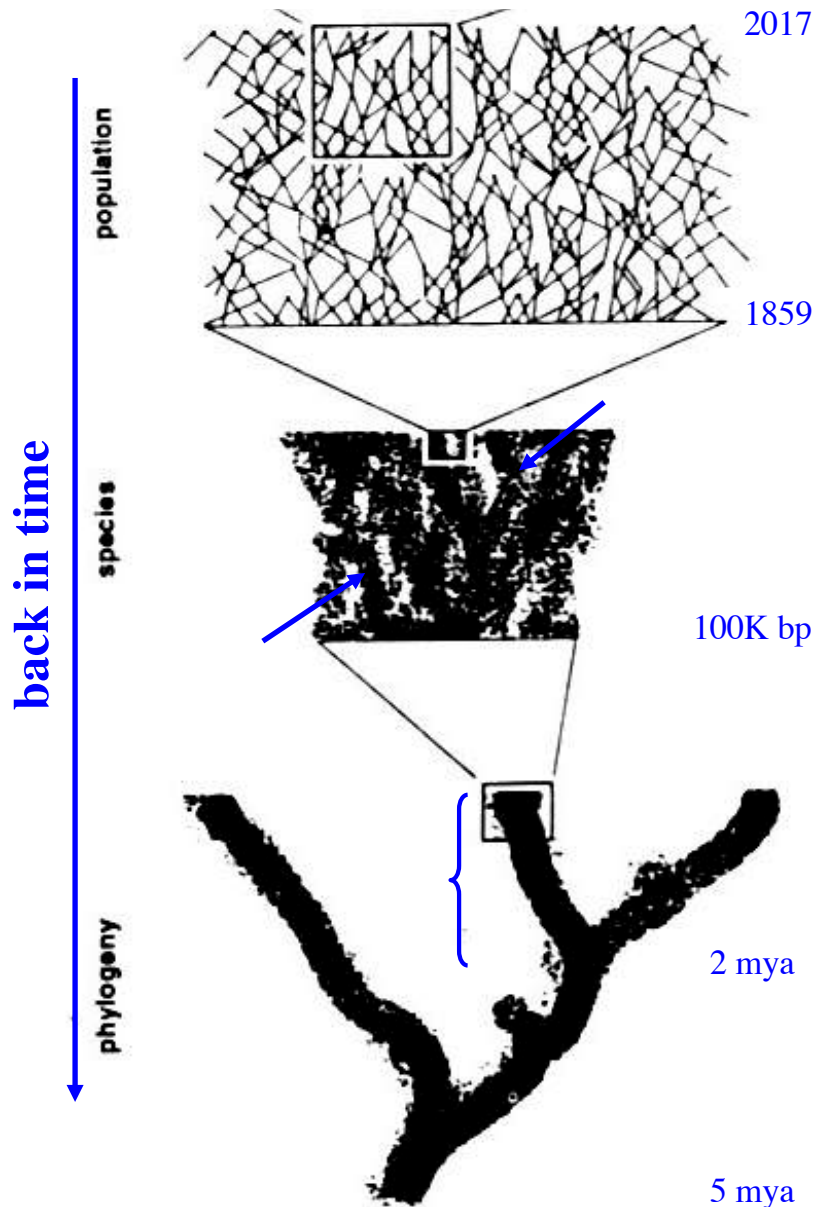 2017
population
1859
back in time
species
100K bp
phylogeny
2 mya
5 mya